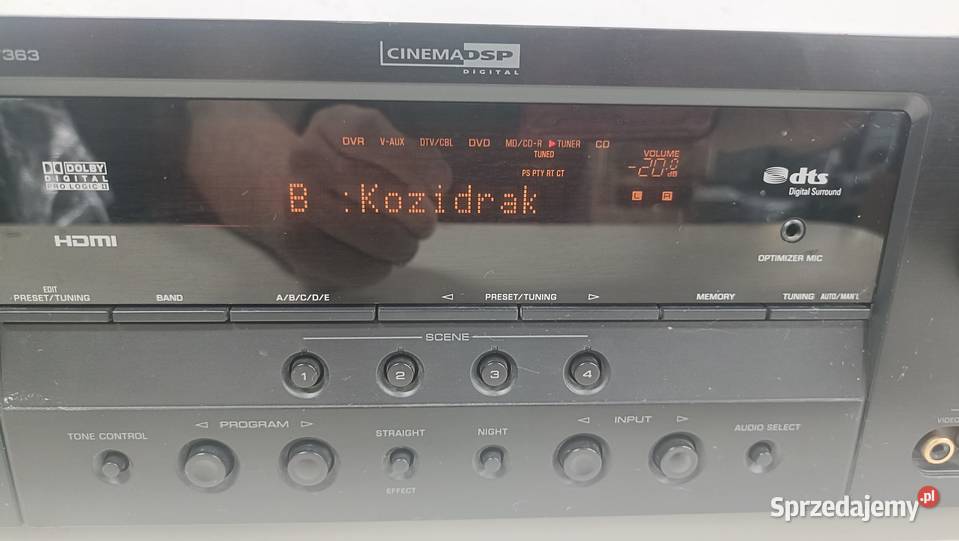 363
CINEMA DSP
DIGITAL
DVR V-AUX DTV/CBL DVD MD/CD-R TUNER CD
TUNED
VOLUME
-20.0 dB
PS PTY RT CT
B :Kozidrak
DOLBY
DIGITAL
PRO LOGIC II
dts
Digital Surround
HDMI
OPTIMIZER MIC
EDIT
PRESET/TUNING BAND A/B/C/D/E PRESET/TUNING MEMORY TUNING AUTO/MAN'L
SCENE
1 2 3 4
TONE CONTROL PROGRAM STRAIGHT NIGHT INPUT AUDIO SELECT
EFFECT
VIDEO
Sprzedajemy.pl